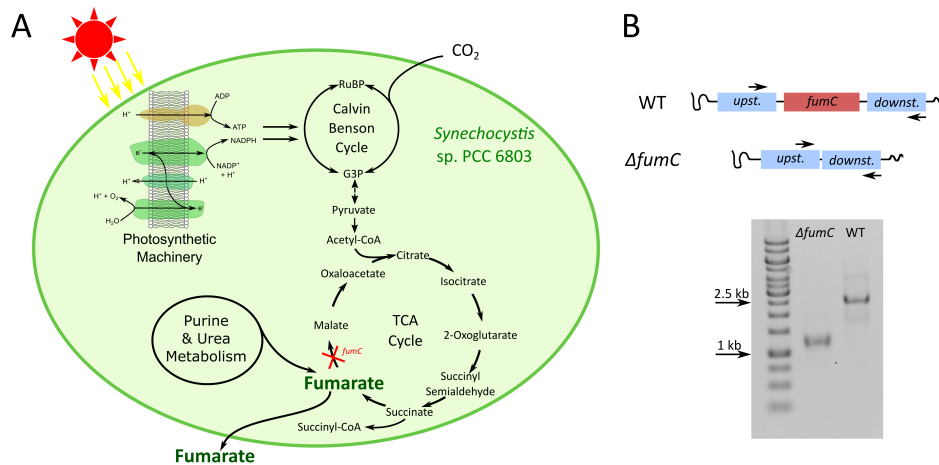 A
CO₂
ADP
H⁺
ATP
NADPH
e⁻
NADP⁺
+ H⁺
H⁺
H⁺
H⁺ + O₂
e⁻
H₂O
Photosynthetic
Machinery
RuBP
Calvin
Benson
Cycle
G3P
Synechocystis
sp. PCC 6803
Pyruvate
Acetyl-CoA
Citrate
Oxaloacetate
Isocitrate
Malate
TCA
Cycle
2-Oxoglutarate
Purine
& Urea
Metabolism
fumC
Fumarate
Succinyl
Semialdehyde
Succinate
Succinyl-CoA
Fumarate
B
WT
upst.
fumC
downst.
ΔfumC
upst.
downst.
ΔfumC
WT
2.5 kb
1 kb